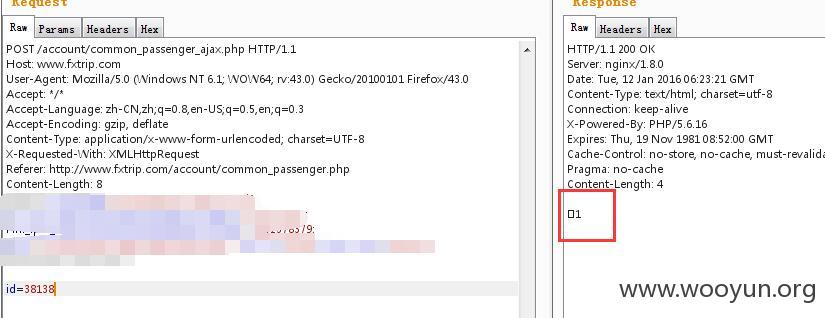 Request
Response
Raw Params Headers Hex
Raw Headers Hex
POST /account/common_passenger_ajax.php HTTP/1.1
Host: www.fxtrip.com
User-Agent: Mozilla/5.0 (Windows NT 6.1; WOW64; rv:43.0) Gecko/20100101 Firefox/43.0
Accept: */*
Accept-Language: zh-CN,zh;q=0.8,en-US;q=0.5,en;q=0.3
Accept-Encoding: gzip, deflate
Content-Type: application/x-www-form-urlencoded; charset=UTF-8
X-Requested-With: XMLHttpRequest
Referer: http://www.fxtrip.com/account/common_passenger.php
Content-Length: 8
id=38138
HTTP/1.1 200 OK
Server: nginx/1.8.0
Date: Tue, 12 Jan 2016 06:23:21 GMT
Content-Type: text/html; charset=utf-8
Connection: keep-alive
X-Powered-By: PHP/5.6.16
Expires: Thu, 19 Nov 1981 08:52:00 GMT
Cache-Control: no-store, no-cache, must-revalida
Pragma: no-cache
Content-Length: 4
□1
www.wooyun.org